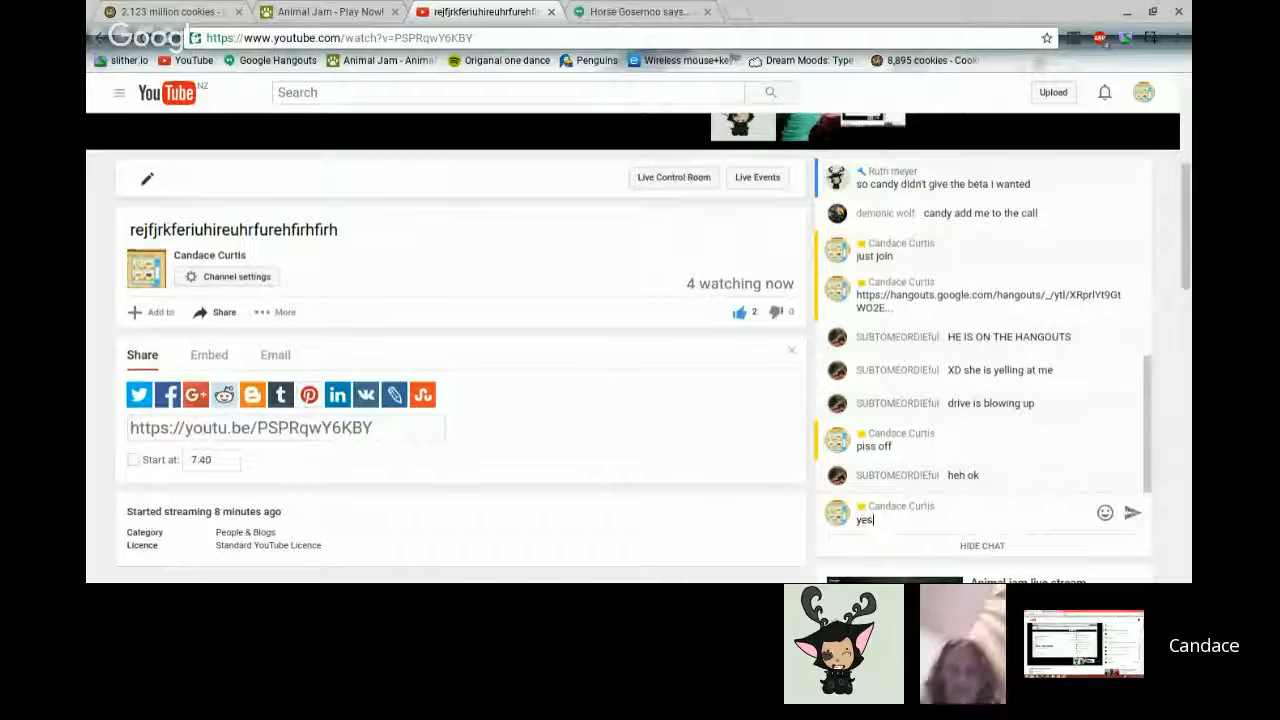 2.123 million cookies -
Animal Jam - Play Now!
rejfjrkferiuhireuhrfurehfi
Horse Gosemoo says...
https://www.youtube.com/watch?v=PSPRqwY6KBY
slither.io
YouTube
Google Hangouts
Animal Jam - Animal
Origanal one dance
Penguins
Wireless mouse+key
Dream Moods: Type
8,895 cookies - Cook
YouTube NZ
Search
Upload
Live Control Room
Live Events
rejfjrkferiuhireuhrfurehfirhfirh
Candace Curtis
Channel settings
4 watching now
Add to
Share
More
2
0
Share
Embed
Email
https://youtu.be/PSPRqwY6KBY
Start at: 7:40
Started streaming 8 minutes ago
Category People & Blogs
Licence Standard YouTube Licence
Ruth meyer
so candy didn't give the beta i wanted
demonic wolf candy add me to the call
Candace Curtis
just join
Candace Curtis
https://hangouts.google.com/hangouts/_/ytl/XRprlYt9Gt
WO2E...
SUBTOMEORDIEful HE IS ON THE HANGOUTS
SUBTOMEORDIEful XD she is yelling at me
SUBTOMEORDIEful drive is blowing up
Candace Curtis
piss off
SUBTOMEORDIEful heh ok
Candace Curtis
yes
HIDE CHAT
Animal jam live stream
Candace